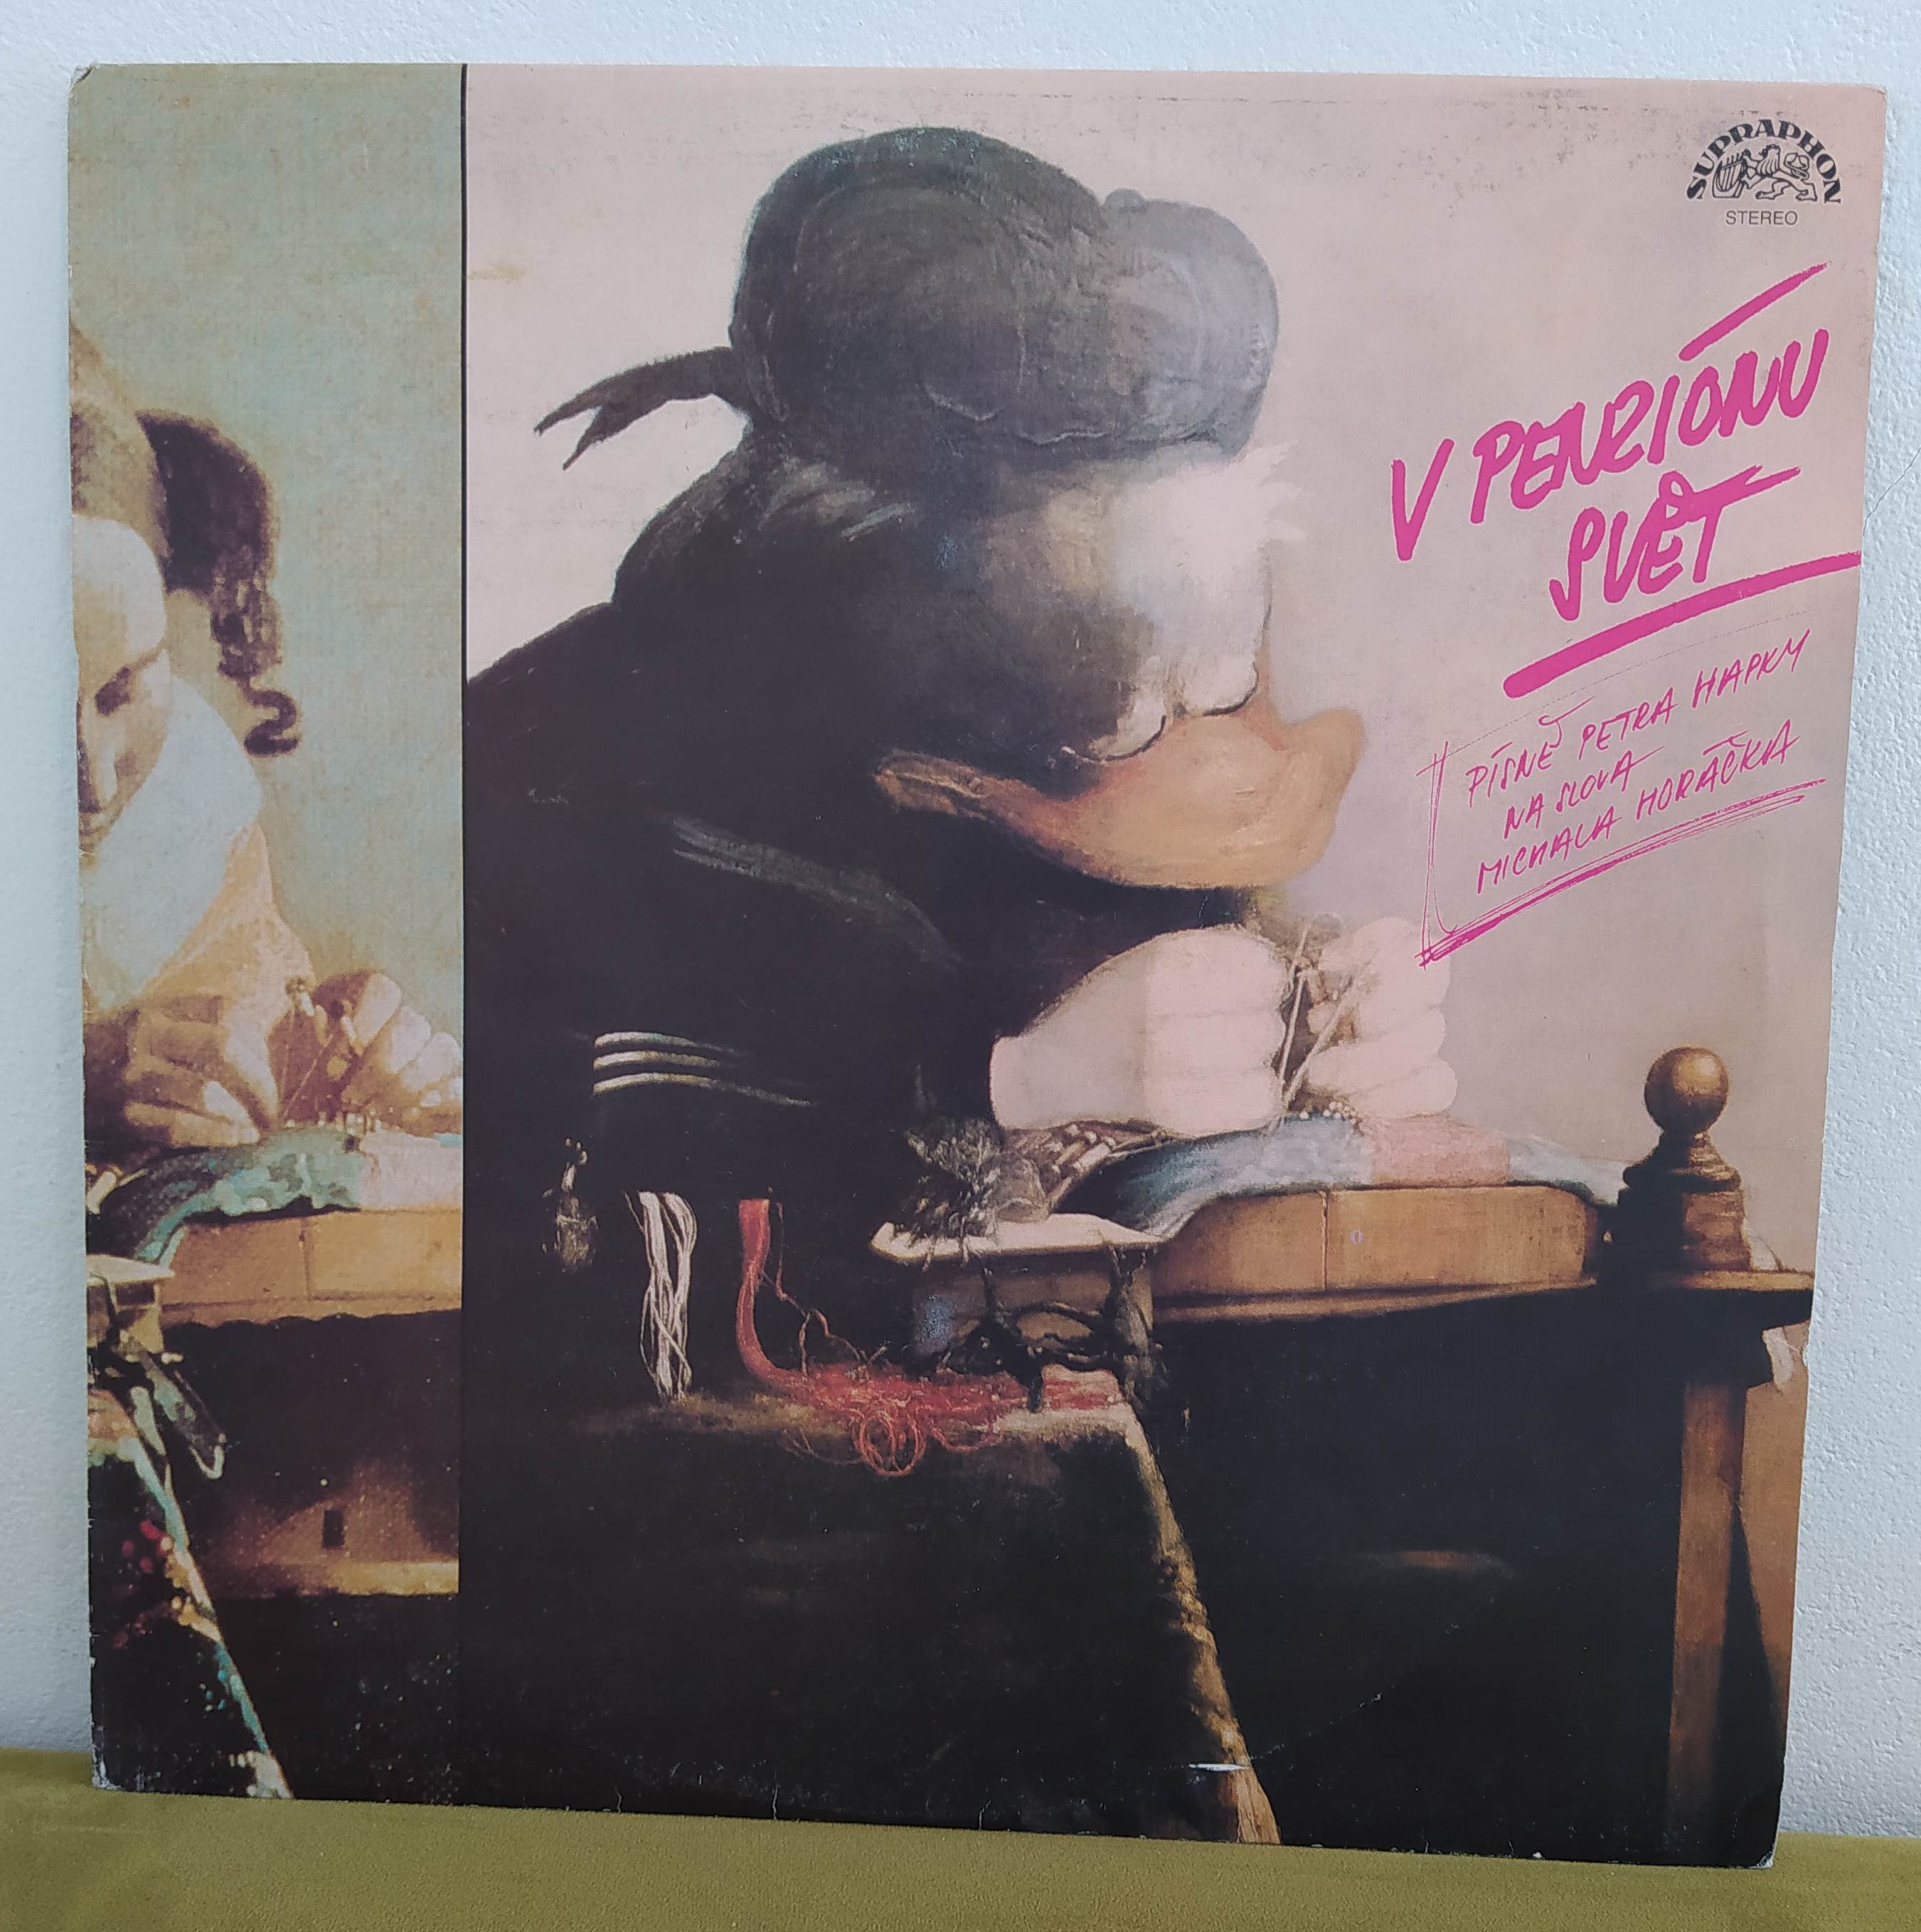 SUPRAPHON
STEREO
V PENZIÓNU
SVĚT
PÍSNĚ PETRA HAPKY
NA SLOVA
MICHALA HORÁČKA